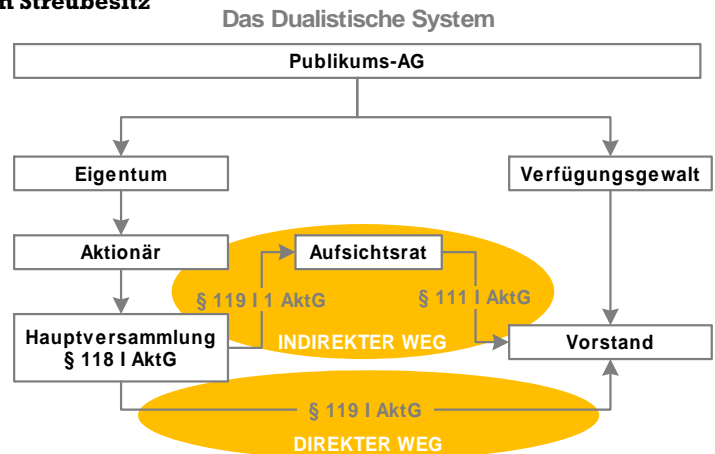 Streubesitz
Das Dualistische System
Publikums-AG
Eigentum
Verfügungsgewalt
Aktionär
Aufsichtsrat
§ 119 I 1 AktG
§ 111 I AktG
Hauptversammlung
§ 118 I AktG
INDIREKTER WEG
Vorstand
§ 119 I AktG
DIREKTER WEG